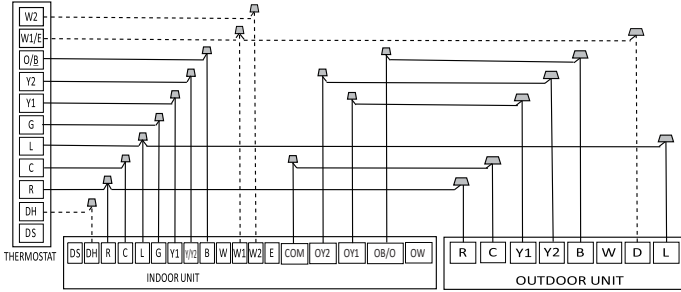 W2
W1/E
O/B
Y2
Y1
G
L
C
R
DH
DS
THERMOSTAT
DS DH R C L G Y1 Y/Y2 B W W1 W2 E COM OY2 OY1 OB/O OW
INDOOR UNIT
R C Y1 Y2 B W D L
OUTDOOR UNIT